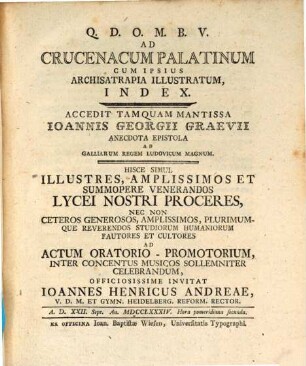 Q. D. O. M. B. V.
AD
CRUCENACUM PALATINUM
CUM IPSIUS
ARCHISATRAPIA ILLUSTRATUM,
INDEX.
ACCEDIT TAMQUAM MANTISSA
IOANNIS GEORGII GRAEVII
ANECDOTA EPISTOLA
AD
GALLIARUM REGEM LUDOVICUM MAGNUM.
HISCE SIMUL
ILLUSTRES, AMPLISSIMOS ET
SUMMOPERE VENERANDOS
LYCEI NOSTRI PROCERES,
NEC NON
CETEROS GENEROSOS, AMPLISSIMOS, PLURIMUM-
QUE REVERENDOS STUDIORUM HUMANIORUM
FAUTORES ET CULTORES
AD
ACTUM ORATORIO - PROMOTORIUM,
INTER CONCENTUS MUSICOS SOLLEMNITER
CELEBRANDUM,
OFFICIOSISSIME INVITAT
IOANNES HENRICUS ANDREAE,
V. D. M. ET GYMN. HEIDELBERG. REFORM. RECTOR.
A. D. XXII. Sept. An. MDCCLXXXIV. Hora pomeridiana secunda.
EX OFFICINA Ioan. Baptistæ Wiesen, Universitatis Typographi.